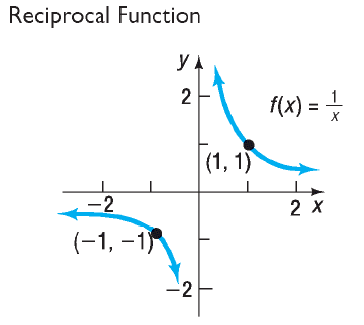 Reciprocal Function
y
2
f(x) = 1/x
(1, 1)
−2
2 x
(−1, −1)
−2